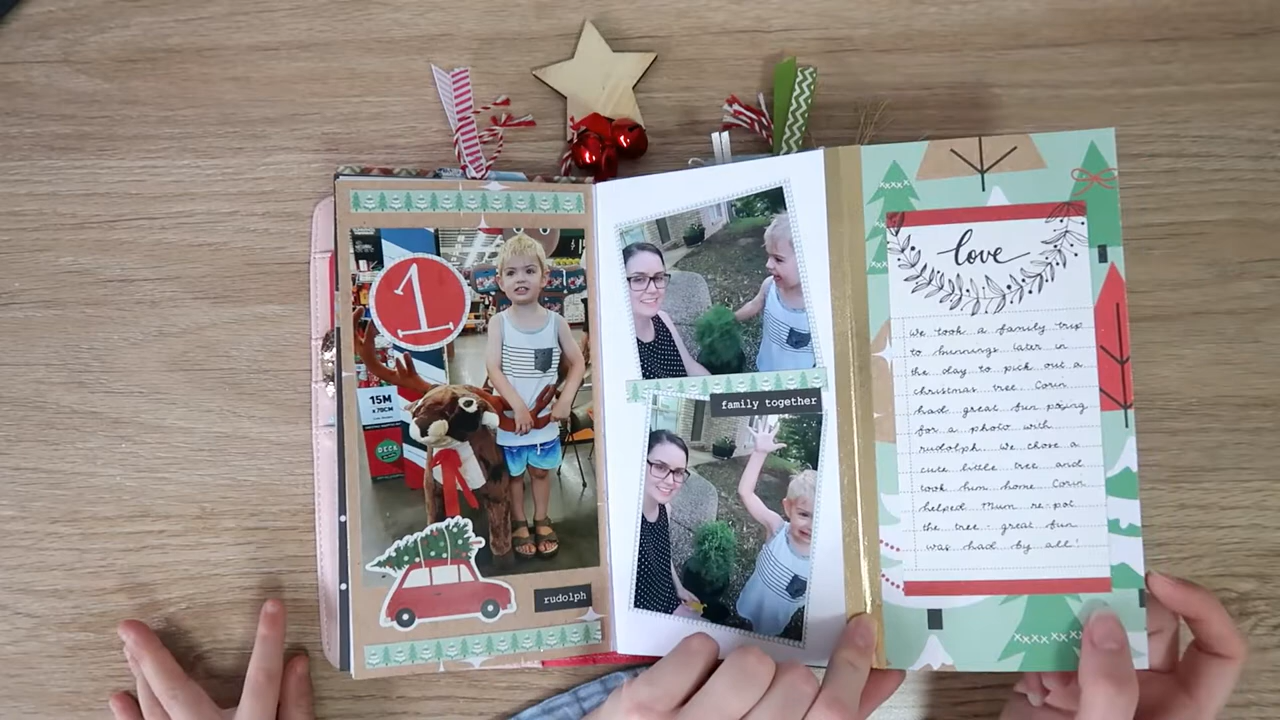 1
15M
x70CM
DECK
rudolph
family together
love
We took a family trip
to bunnings later in
the day to pick out a
christmas tree. Corin
had great fun posing
for a photo with
rudolph. We chose a
cute little tree and
took him home. Corin
helped Mum re-pot
the tree - great fun
was had by all!